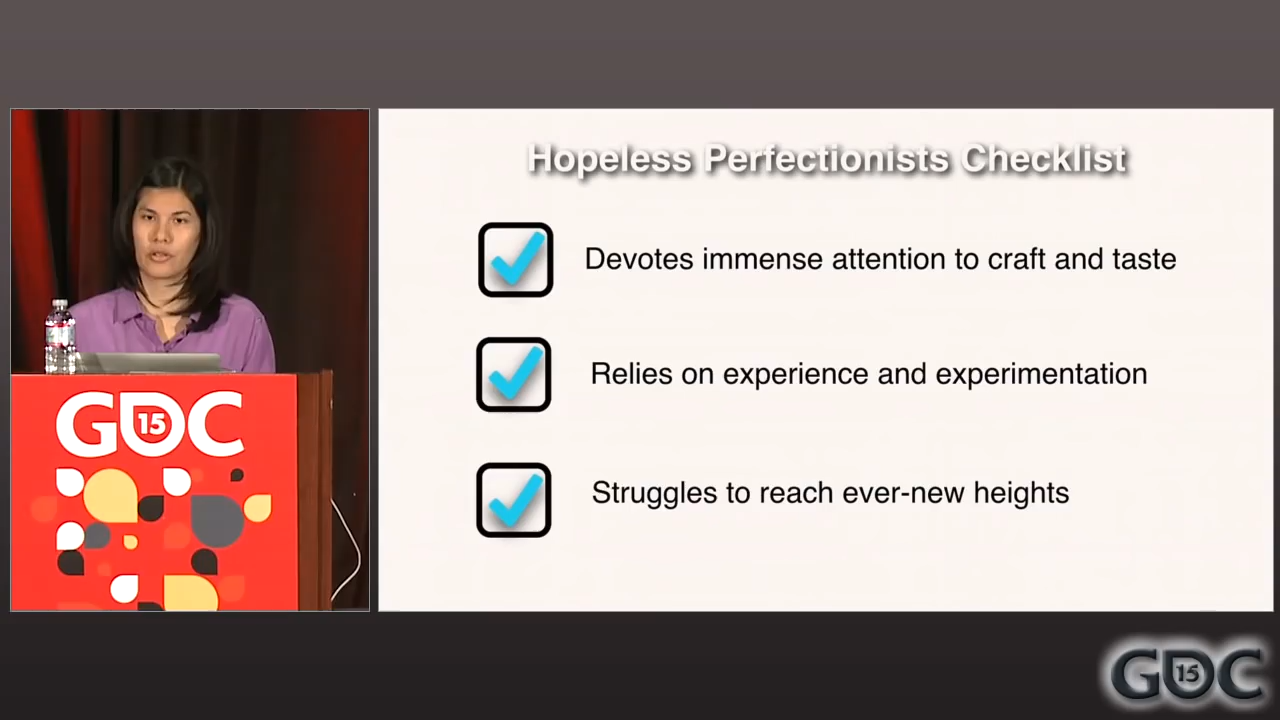 Hopeless Perfectionists Checklist
Devotes immense attention to craft and taste
Relies on experience and experimentation
Struggles to reach ever-new heights
GDC
15
GDC
15